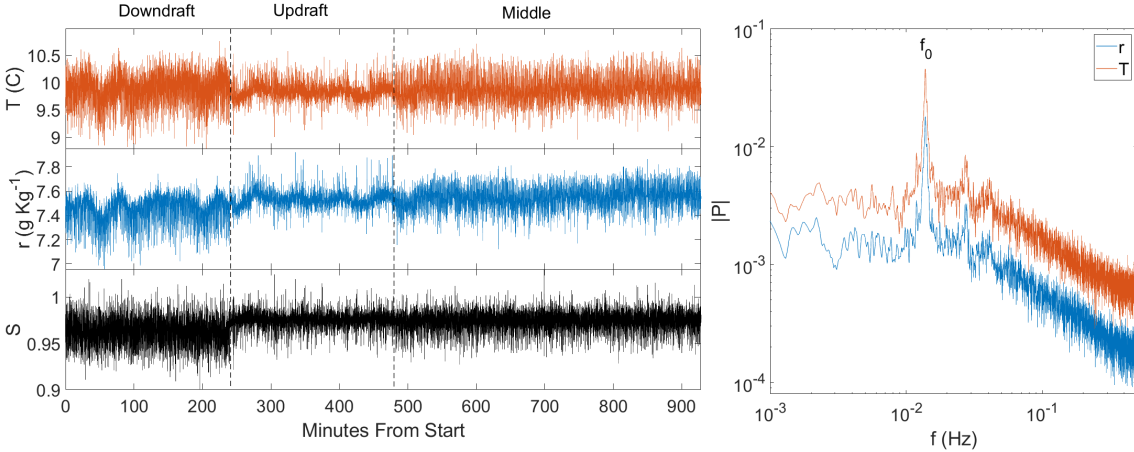 Downdraft Updraft Middle
T (C)
10.5
10
9.5
9
r (g Kg⁻¹)
7.8
7.6
7.4
7.2
7
S
1
0.95
0.9
0 100 200 300 400 500 600 700 800 900
Minutes From Start
|P|
10⁻¹
10⁻²
10⁻³
10⁻⁴
f₀
r
T
10⁻³ 10⁻² 10⁻¹
f (Hz)